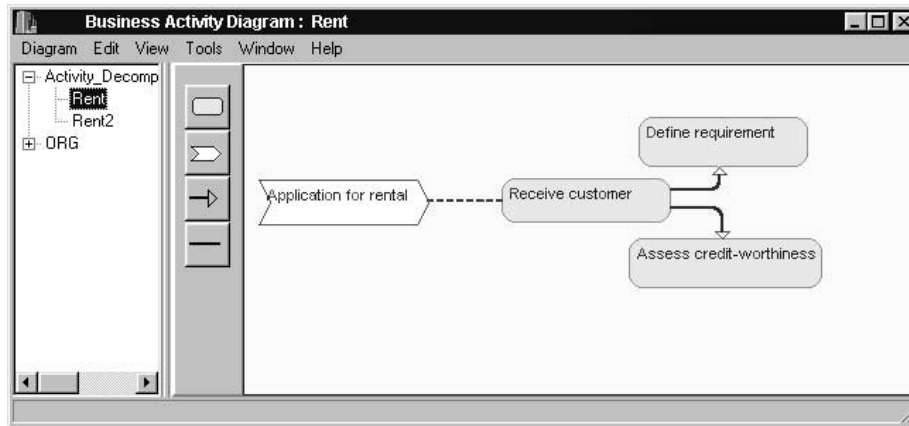 Business Activity Diagram : Rent
Diagram Edit View Tools Window Help
Activity_Decomp
Rent
Rent2
ORG
Define requirement
Application for rental
Receive customer
Assess credit-worthiness